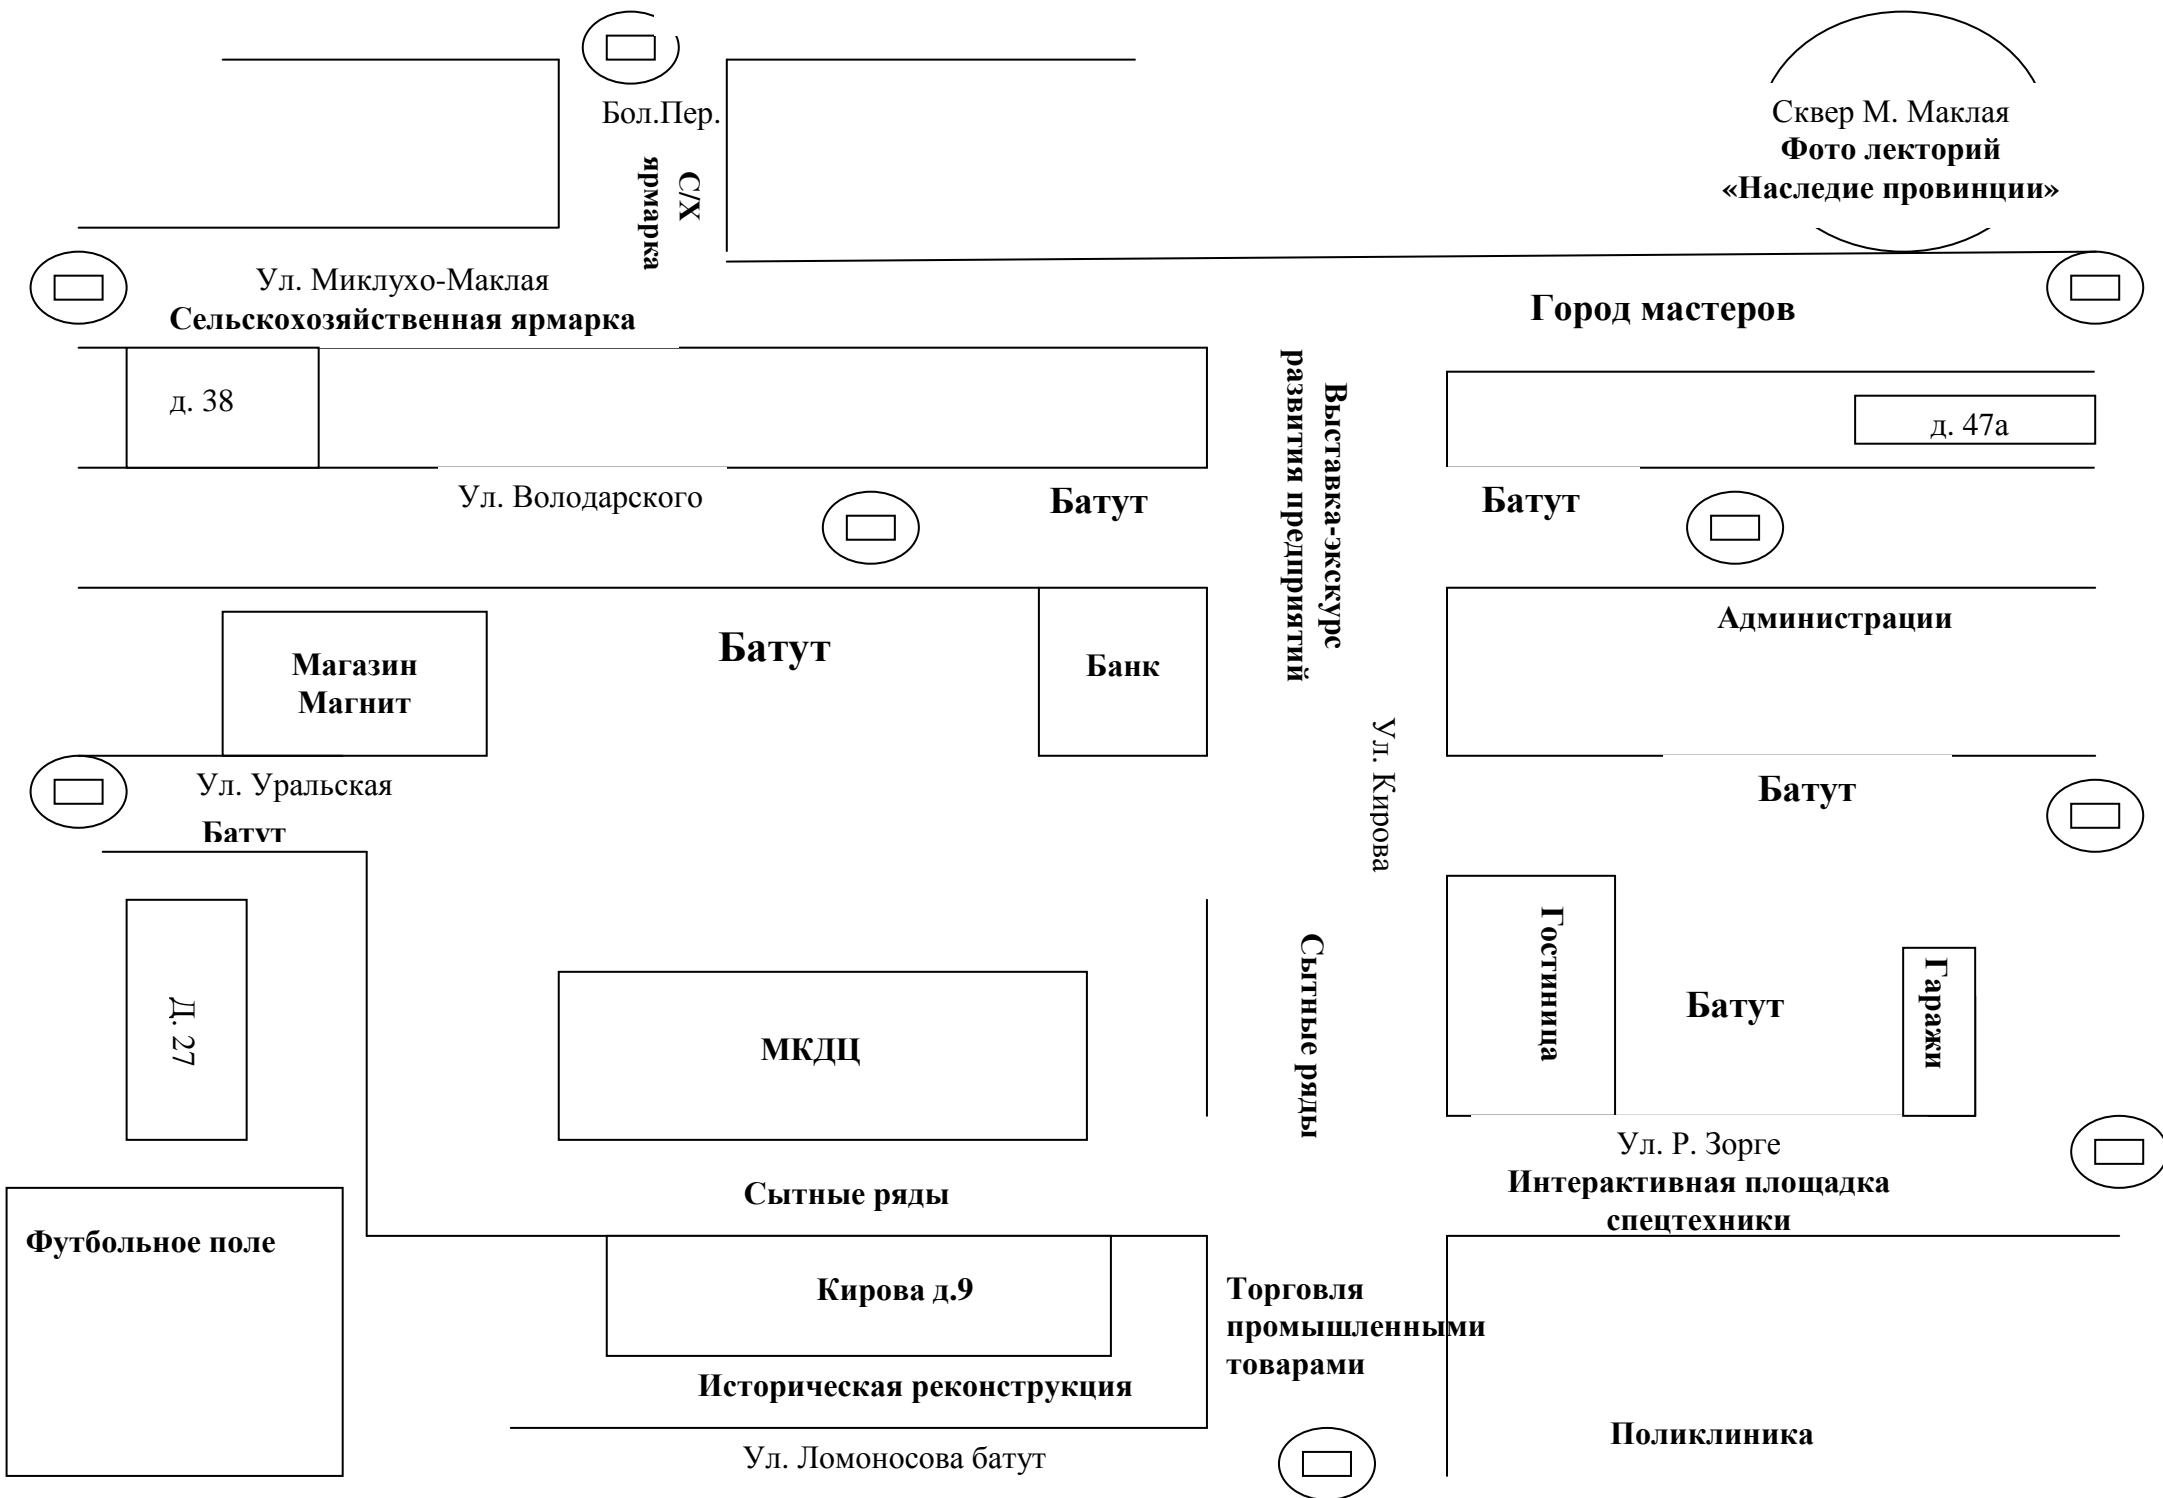 Бол.Пер.
С/Х
ярмарка
Сквер М. Маклая
Фото лекторий
«Наследие провинции»
Ул. Миклухо-Маклая
Сельскохозяйственная ярмарка
Город мастеров
д. 38
Выставка-экскурс
развития предприятий
д. 47а
Ул. Володарского
Батут
Батут
Администрации
Магазин
Магнит
Батут
Банк
Ул. Кирова
Ул. Уральская
Батут
Батут
Д. 27
МКДЦ
Сытные ряды
Гостиница
Батут
Гаражи
Ул. Р. Зорге
Интерактивная площадка
спецтехники
Сытные ряды
Футбольное поле
Кирова д.9
Торговля
промышленными
товарами
Историческая реконструкция
Поликлиника
Ул. Ломоносова батут